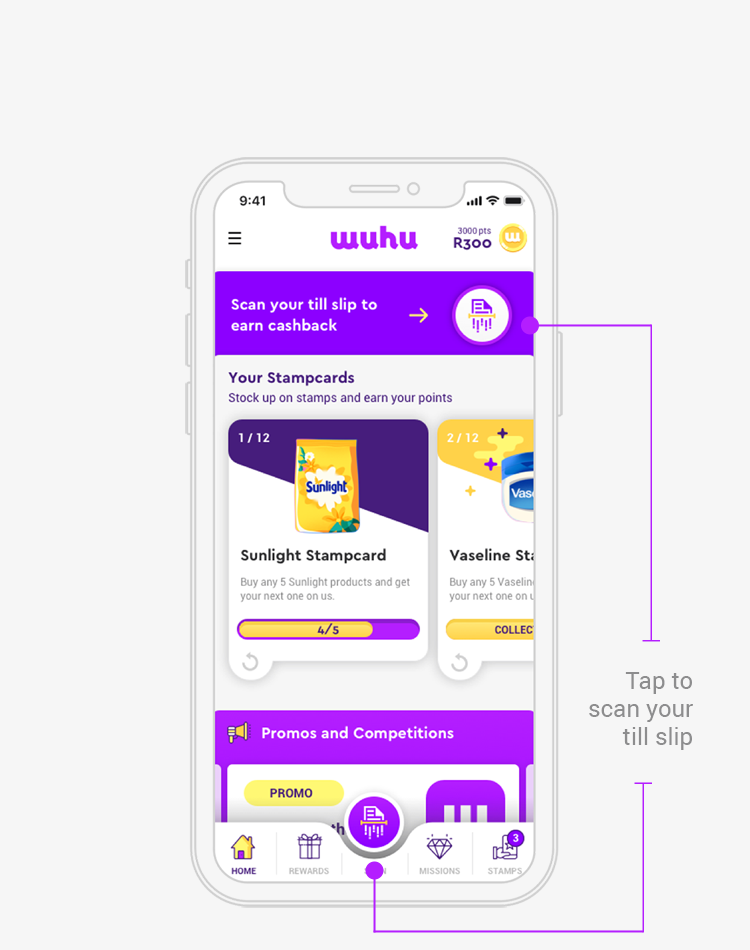 9:41
wuhu
3000 pts
R300
Scan your till slip to
earn cashback
Your Stampcards
Stock up on stamps and earn your points
1 / 12
Sunlight
Sunlight Stampcard
Buy any 5 Sunlight products and get
your next one on us.
4/5
2 / 12
Vase
Vaseline Sta
Buy any 5 Vaselin
your next one on u
COLLEC
Tap to
scan your
till slip
Promos and Competitions
PROMO
th
HOME
REWARDS
MISSIONS
3
STAMPS